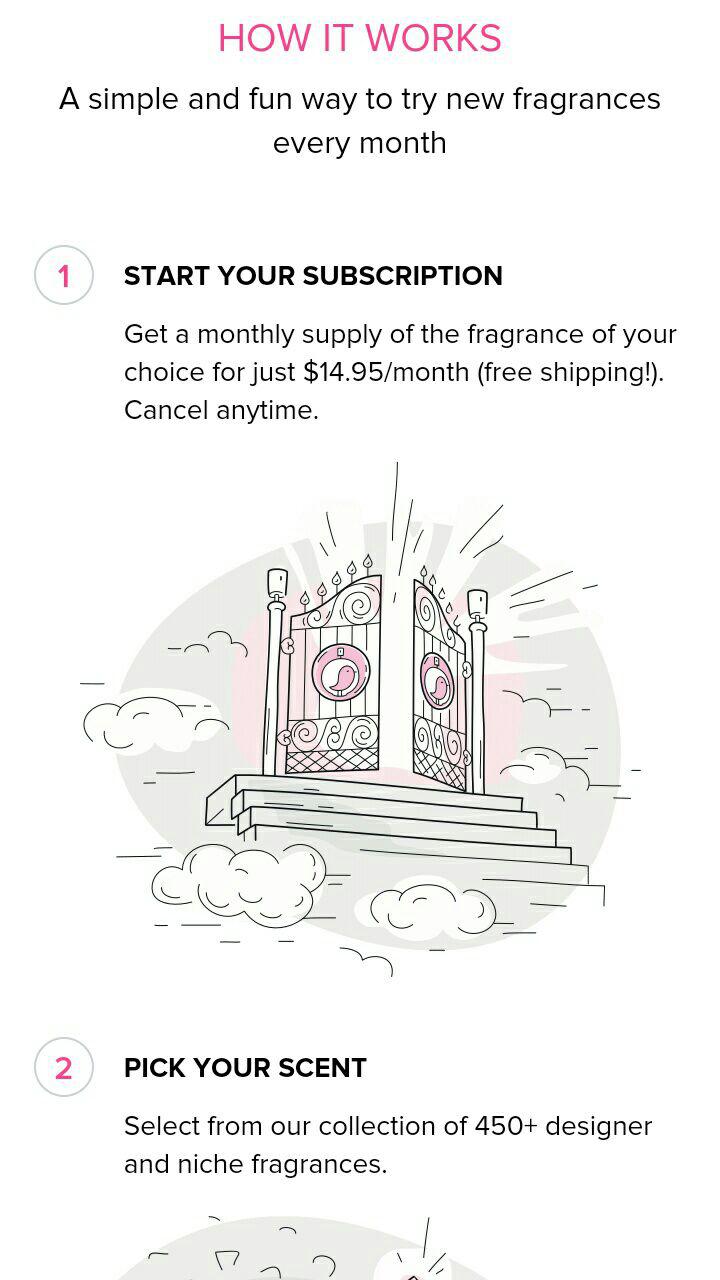 HOW IT WORKS
A simple and fun way to try new fragrances
every month
1
START YOUR SUBSCRIPTION
Get a monthly supply of the fragrance of your
choice for just $14.95/month (free shipping!).
Cancel anytime.
2
PICK YOUR SCENT
Select from our collection of 450+ designer
and niche fragrances.